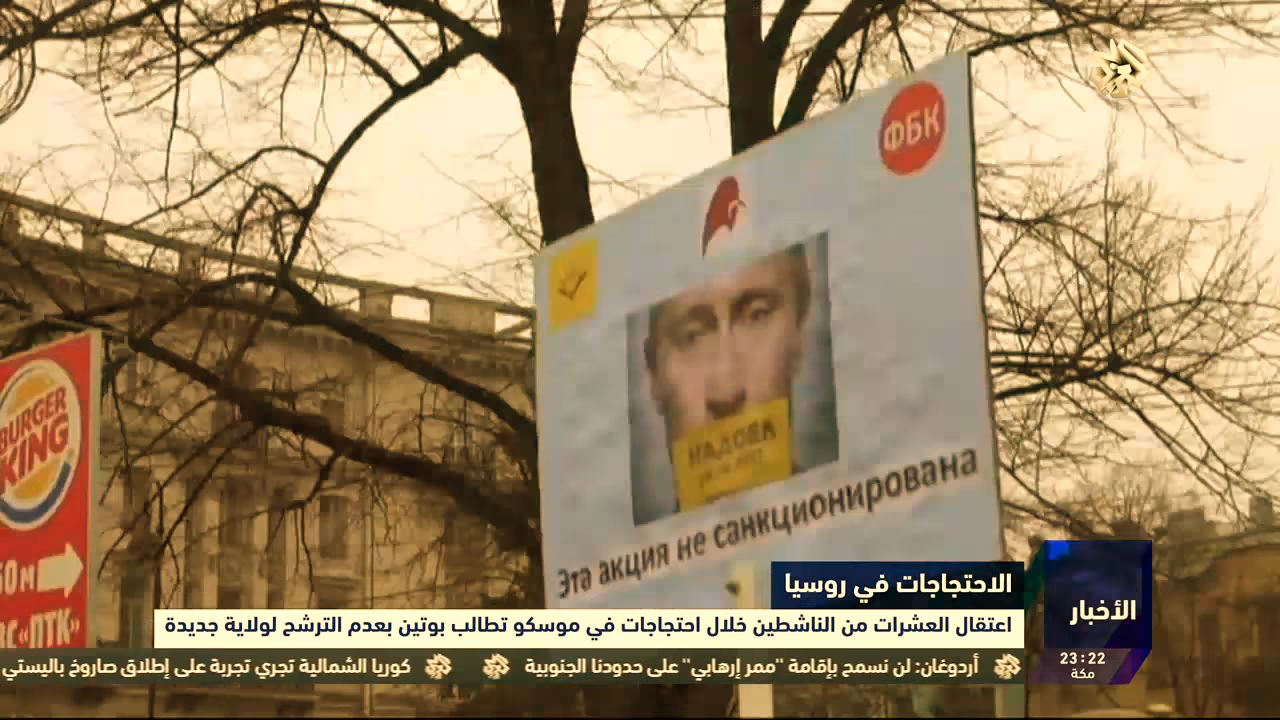 ФБК
НАДОЕЛ
Эта акция не санкционирована
BURGER
KING
ВС «ПТК»
الاحتجاجات في روسيا
اعتقال العشرات من الناشطين خلال احتجاجات في موسكو تطالب بوتين بعدم الترشح لولاية جديدة
الأخبار
23:22
مكة
أردوغان: لن نسمح بإقامة "ممر إرهابي" على حدودنا الجنوبية
كوريا الشمالية تجري تجربة على إطلاق صاروخ باليستي